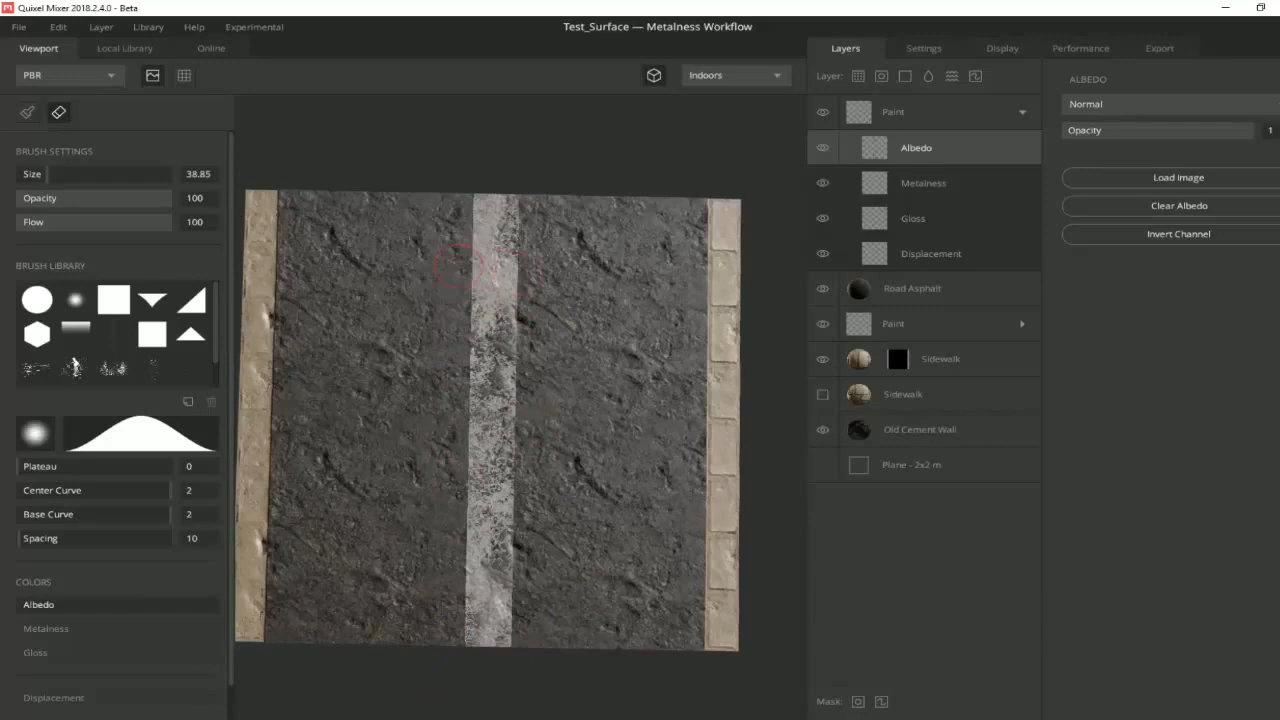 Quixel Mixer 2018.2.4.0 - Beta
File Edit Layer Library Help Experimental
Test_Surface — Metalness Workflow
Viewport Local Library Online
Layers Settings Display Performance Export
PBR
Indoors
Layer:
ALBEDO
Normal
Opacity 1
Load Image
Clear Albedo
Invert Channel
Paint
Albedo
Metalness
Gloss
Displacement
Road Asphalt
Paint
Sidewalk
Sidewalk
Old Cement Wall
Plane - 2x2 m
Mask:
BRUSH SETTINGS
Size 38.85
Opacity 100
Flow 100
BRUSH LIBRARY
Plateau 0
Center Curve 2
Base Curve 2
Spacing 10
COLORS
Albedo
Metalness
Gloss
Displacement